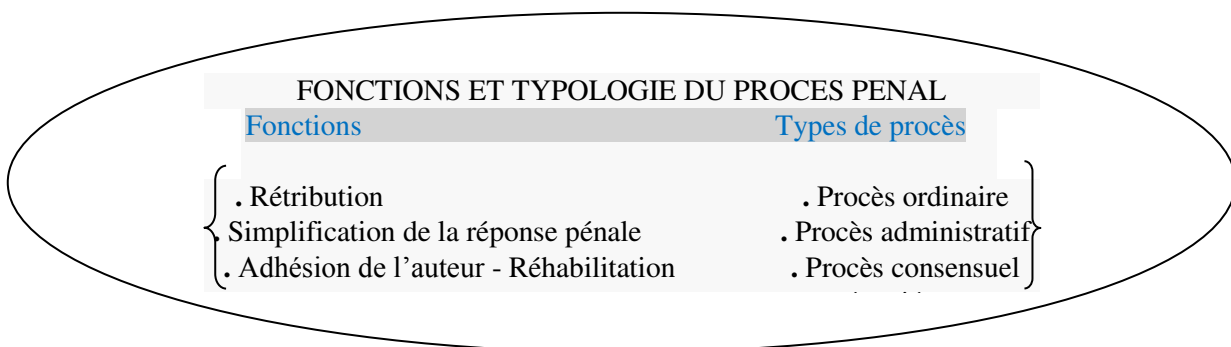 FONCTIONS ET TYPOLOGIE DU PROCES PENAL
Fonctions Types de procès
. Rétribution . Procès ordinaire
. Simplification de la réponse pénale . Procès administratif
. Adhésion de l’auteur - Réhabilitation . Procès consensuel